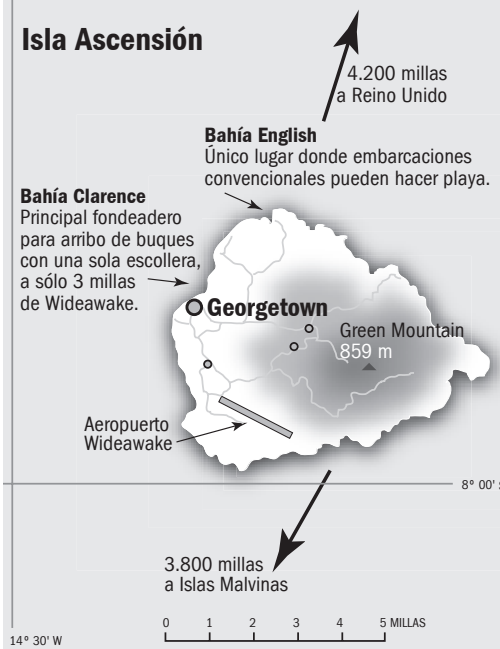 Isla Ascensión
4.200 millas
a Reino Unido
Bahía English
Único lugar donde embarcaciones
convencionales pueden hacer playa.
Bahía Clarence
Principal fondeadero
para arribo de buques
con una sola escollera,
a sólo 3 millas
de Wideawake.
Georgetown
Green Mountain
859 m
Aeropuerto
Wideawake
8° 00'
3.800 millas
a Islas Malvinas
0 1 2 3 4 5 MILLAS
14° 30' W